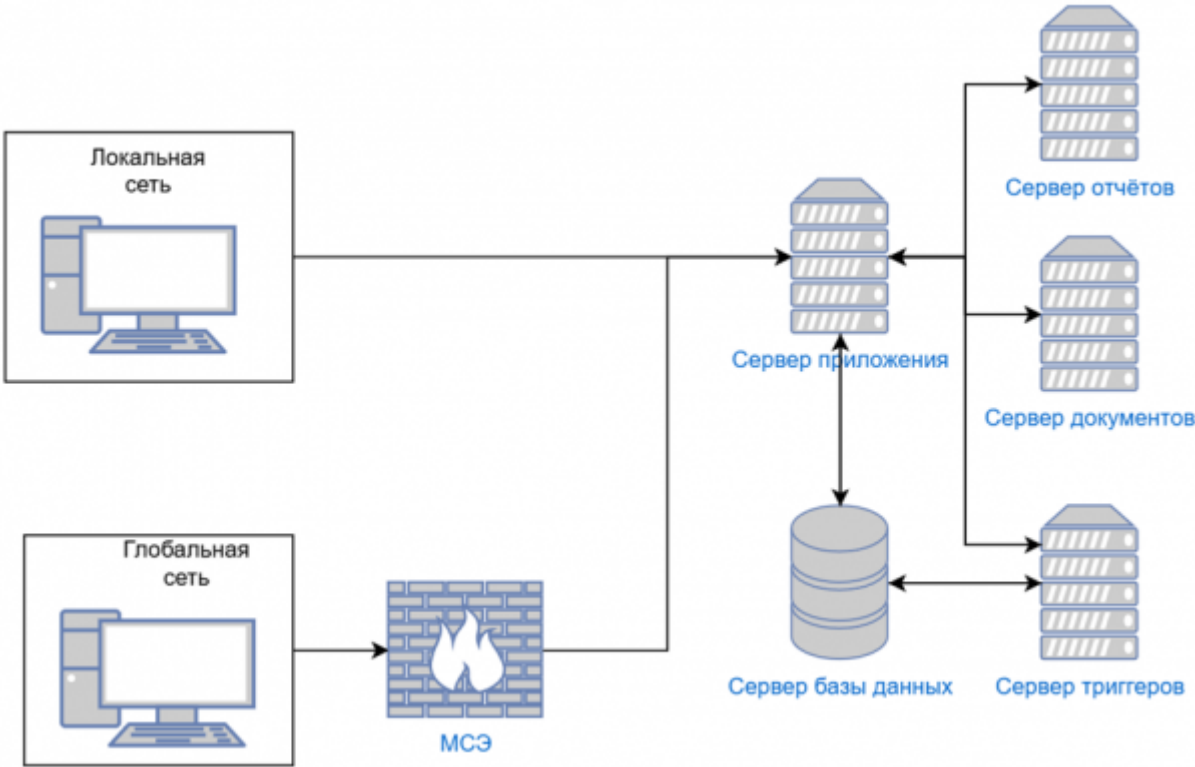 Локальная
сеть
Сервер отчётов
Сервер приложения
Сервер документов
Глобальная
сеть
Сервер базы данных
Сервер триггеров
МСЭ